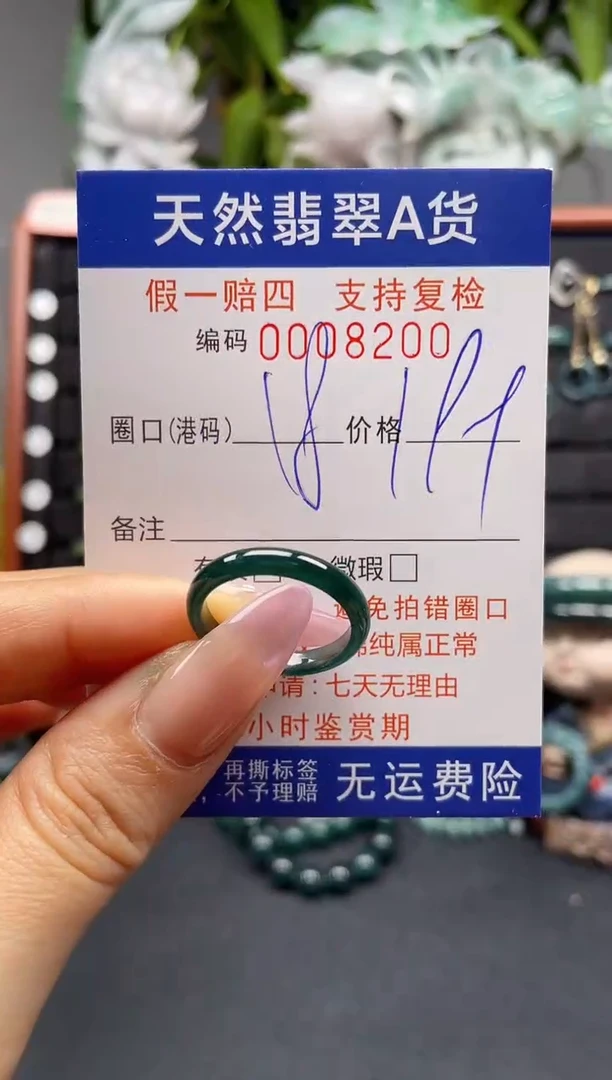 天然翡翠A货
假一赔四 支持复检
编码 0008200
圈口(港码) 18 价格 199
备注
微瑕□
免拍错圈口
纯属正常
请:七天无理由
小时鉴赏期
再撕标签 无运费险
不予理赔